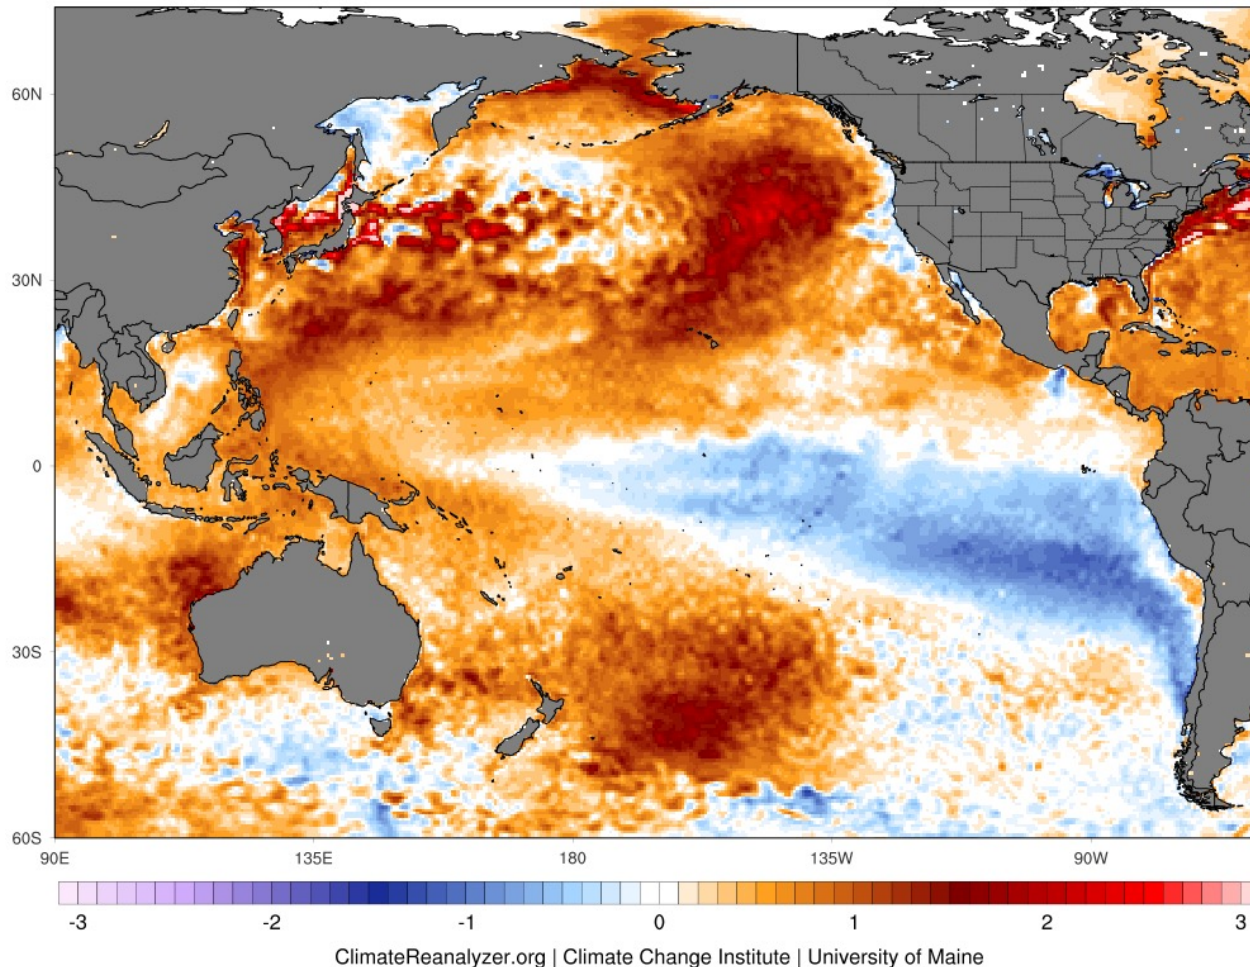 60N
30N
0
30S
60S
90E 135E 180 135W 90W
-3 -2 -1 0 1 2 3
ClimateReanalyzer.org | Climate Change Institute | University of Maine